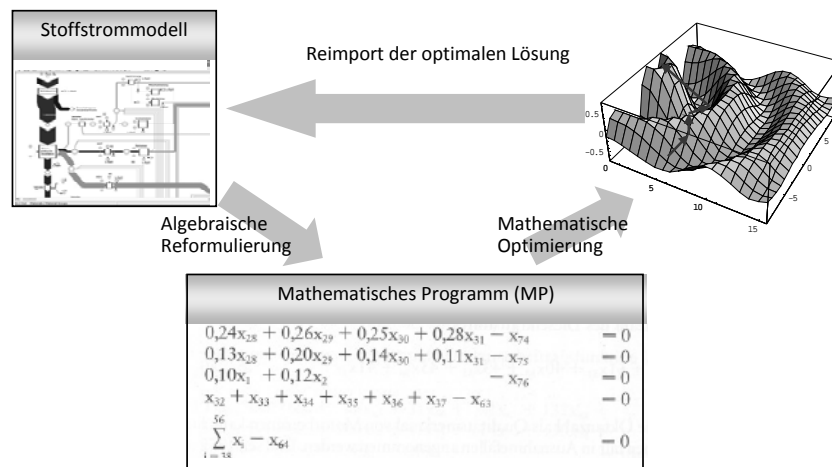 Stoffstrommodell
Reimport der optimalen Lösung
0.5
0
-0.5
0
5
10
15
5
0
-5
Algebraische
Reformulierung
Mathematische
Optimierung
Mathematisches Programm (MP)
0,24x₂₈ + 0,26x₂₉ + 0,25x₃₀ + 0,28x₃₁ − x₇₄ = 0
0,13x₂₈ + 0,20x₂₉ + 0,14x₃₀ + 0,11x₃₁ − x₇₅ = 0
0,10x₁ + 0,12x₂ − x₇₆ = 0
x₃₂ + x₃₃ + x₃₄ + x₃₅ + x₃₆ + x₃₇ − x₆₃ = 0
56
∑ xᵢ − x₆₄ = 0
i = 38